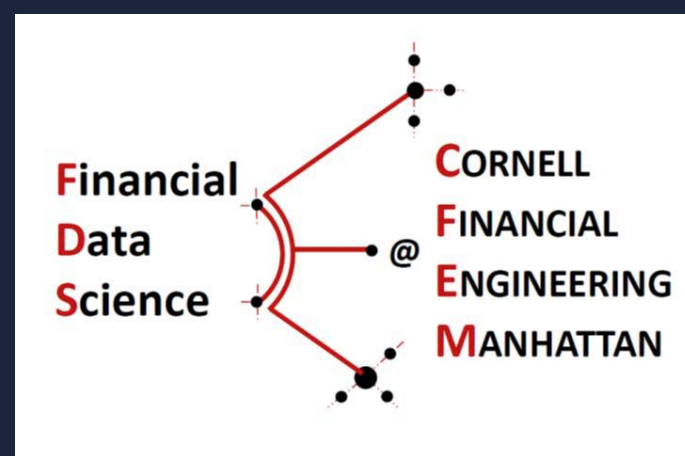 Financial
Data
Science
@
CORNELL
FINANCIAL
ENGINEERING
MANHATTAN